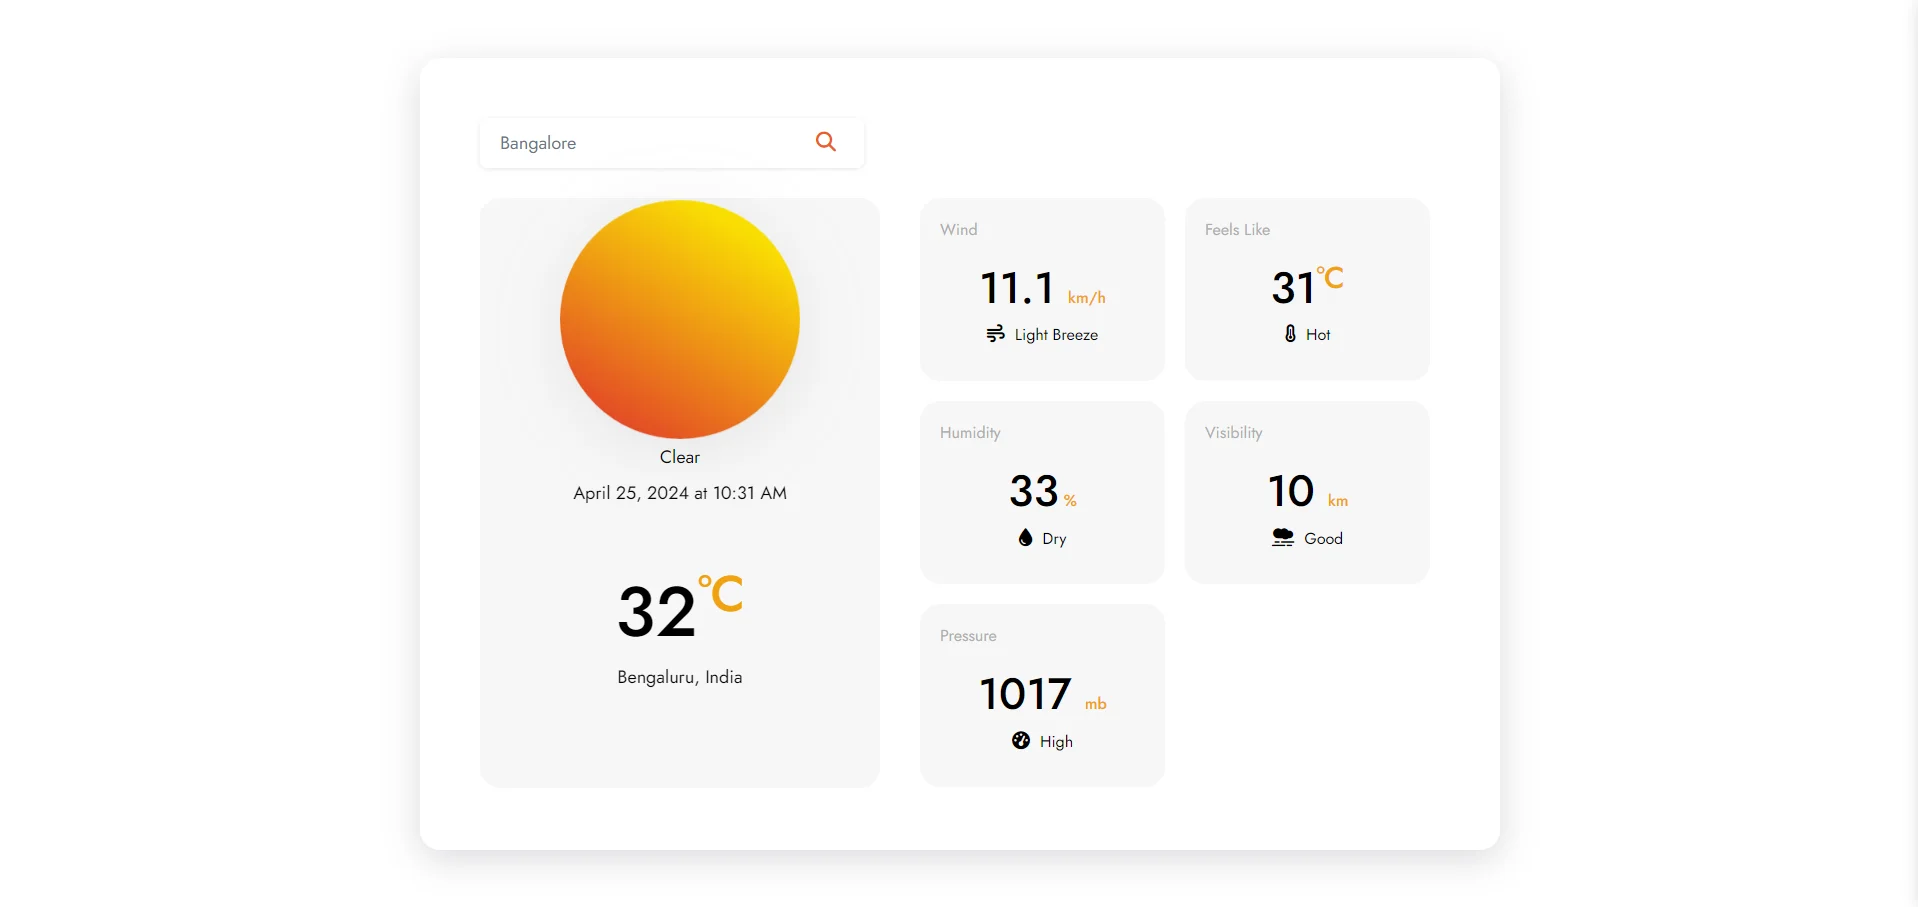 Bangalore
Clear
April 25, 2024 at 10:31 AM
32°C
Bengaluru, India
Wind
11.1 km/h
Light Breeze
Feels Like
31°C
Hot
Humidity
33 %
Dry
Visibility
10 km
Good
Pressure
1017 mb
High